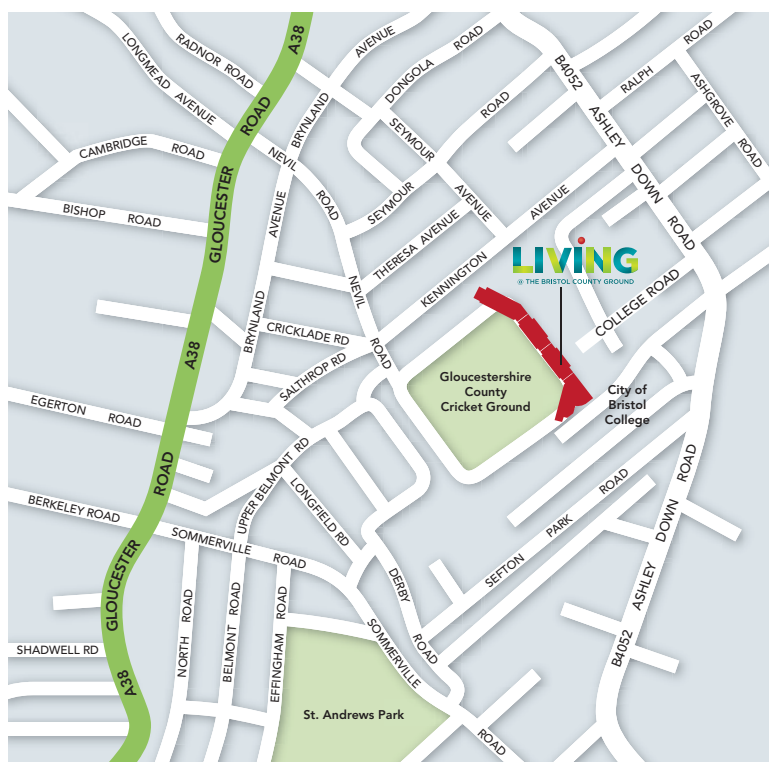 A38
ROAD
GLOUCESTER
A38
ROAD
GLOUCESTER
A38
LONGMEAD AVENUE
RADNOR ROAD
CAMBRIDGE ROAD
BISHOP ROAD
BRYNLAND AVENUE
AVENUE
BRYNLAND
NEVIL ROAD
NEVIL ROAD
DONGOLA ROAD
SEYMOUR AVENUE
SEYMOUR ROAD
THERESA AVENUE
KENNINGTON AVENUE
B4052 ASHLEY DOWN ROAD
RALPH ROAD
ASHGROVE ROAD
LIVING
@ THE BRISTOL COUNTY GROUND
COLLEGE ROAD
CRICKLADE RD
SALTHROP RD
Gloucestershire
County
Cricket Ground
City of
Bristol
College
EGERTON ROAD
BERKELEY ROAD
UPPER BELMONT RD
LONGFIELD RD
SOMMERVILLE ROAD
SEFTON PARK ROAD
DERBY ROAD
B4052 ASHLEY DOWN ROAD
NORTH ROAD
BELMONT ROAD
EFFINGHAM ROAD
SOMMERVILLE ROAD
SHADWELL RD
St. Andrews Park